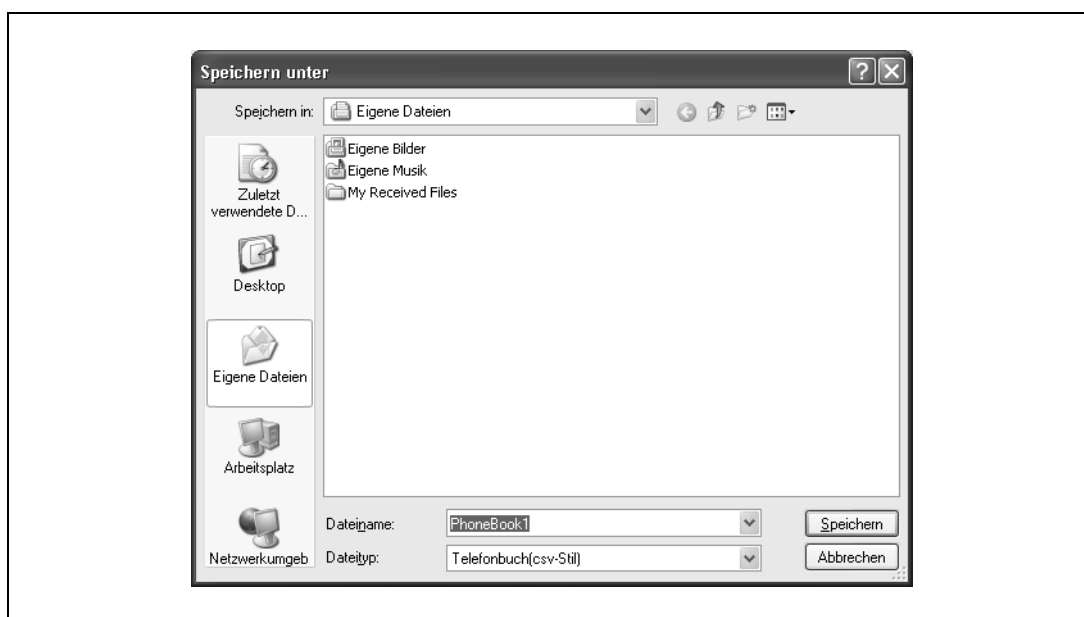 Speichern unter
Speichern in: Eigene Dateien
Eigene Bilder
Eigene Musik
My Received Files
Zuletzt
verwendete D...
Desktop
Eigene Dateien
Arbeitsplatz
Netzwerkumgeb
Dateiname: PhoneBook1 Speichern
Dateityp: Telefonbuch(csv-Stil) Abbrechen